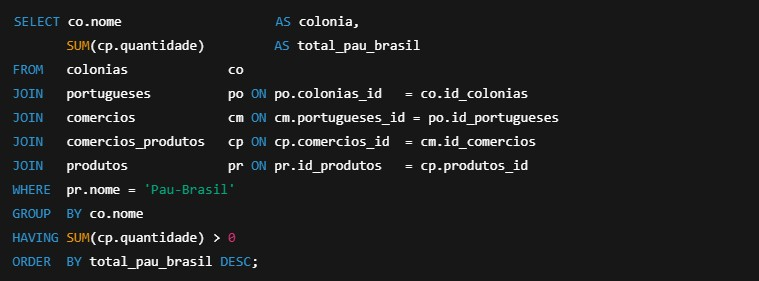 SELECT co.nome                    AS colonia,
       SUM(cp.quantidade)         AS total_pau_brasil
FROM   colonias             co
JOIN   portugueses          po ON po.colonias_id   = co.id_colonias
JOIN   comercios            cm ON cm.portugueses_id = po.id_portugueses
JOIN   comercios_produtos   cp ON cp.comercios_id  = cm.id_comercios
JOIN   produtos             pr ON pr.id_produtos   = cp.produtos_id
WHERE  pr.nome = 'Pau-Brasil'
GROUP  BY co.nome
HAVING SUM(cp.quantidade) > 0
ORDER  BY total_pau_brasil DESC;